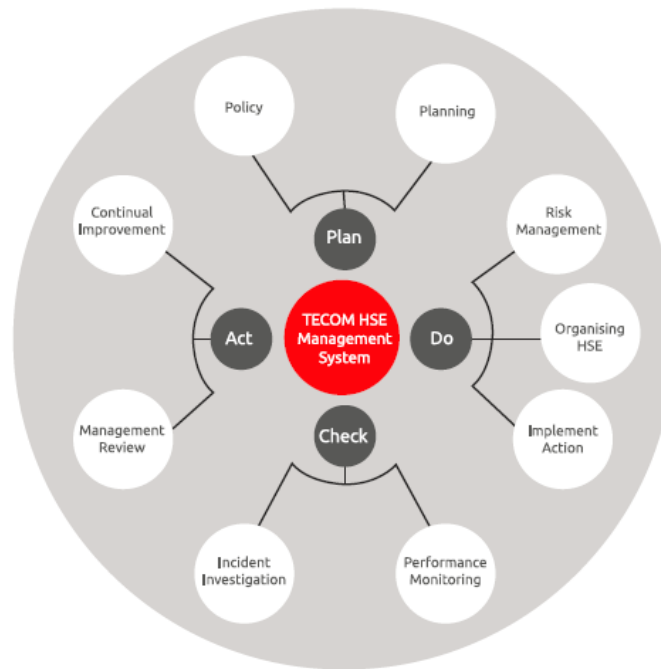 Policy
Planning
Continual
Improvement
Risk
Management
Plan
TECOM HSE
Management
System
Act
Do
Organising
HSE
Check
Management
Review
Implement
Action
Incident
Investigation
Performance
Monitoring